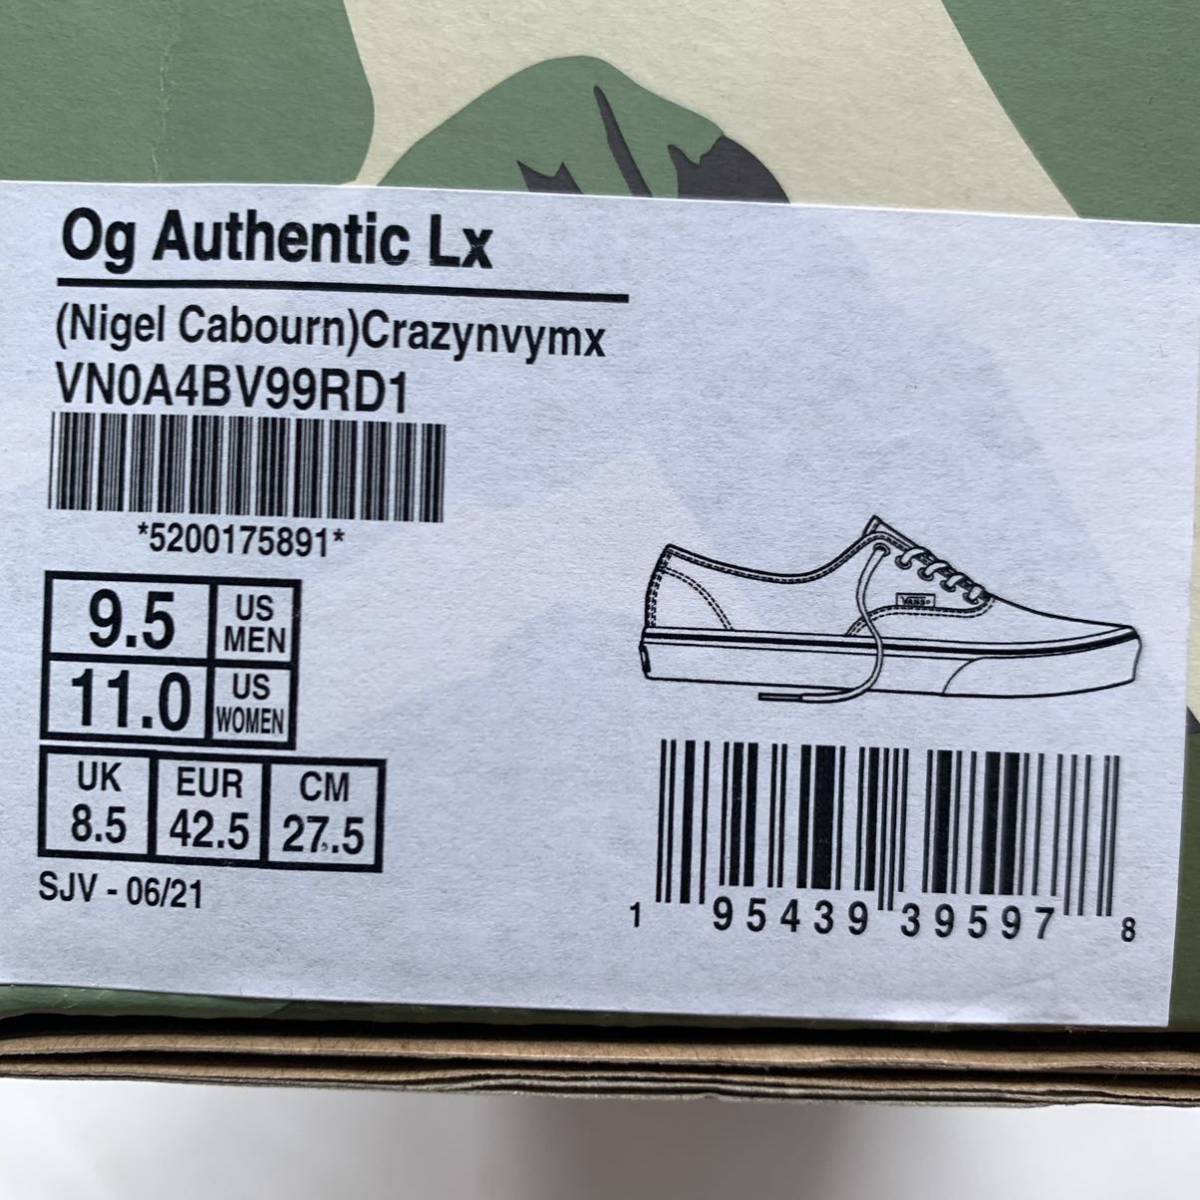 Og Authentic Lx
(Nigel Cabourn)Crazynvymx
VN0A4BV99RD1
*5200175891*
9.5 US MEN
11.0 US WOMEN
UK EUR CM
8.5 42.5 27.5
SJV - 06/21
VANS
1 95439 39597 8